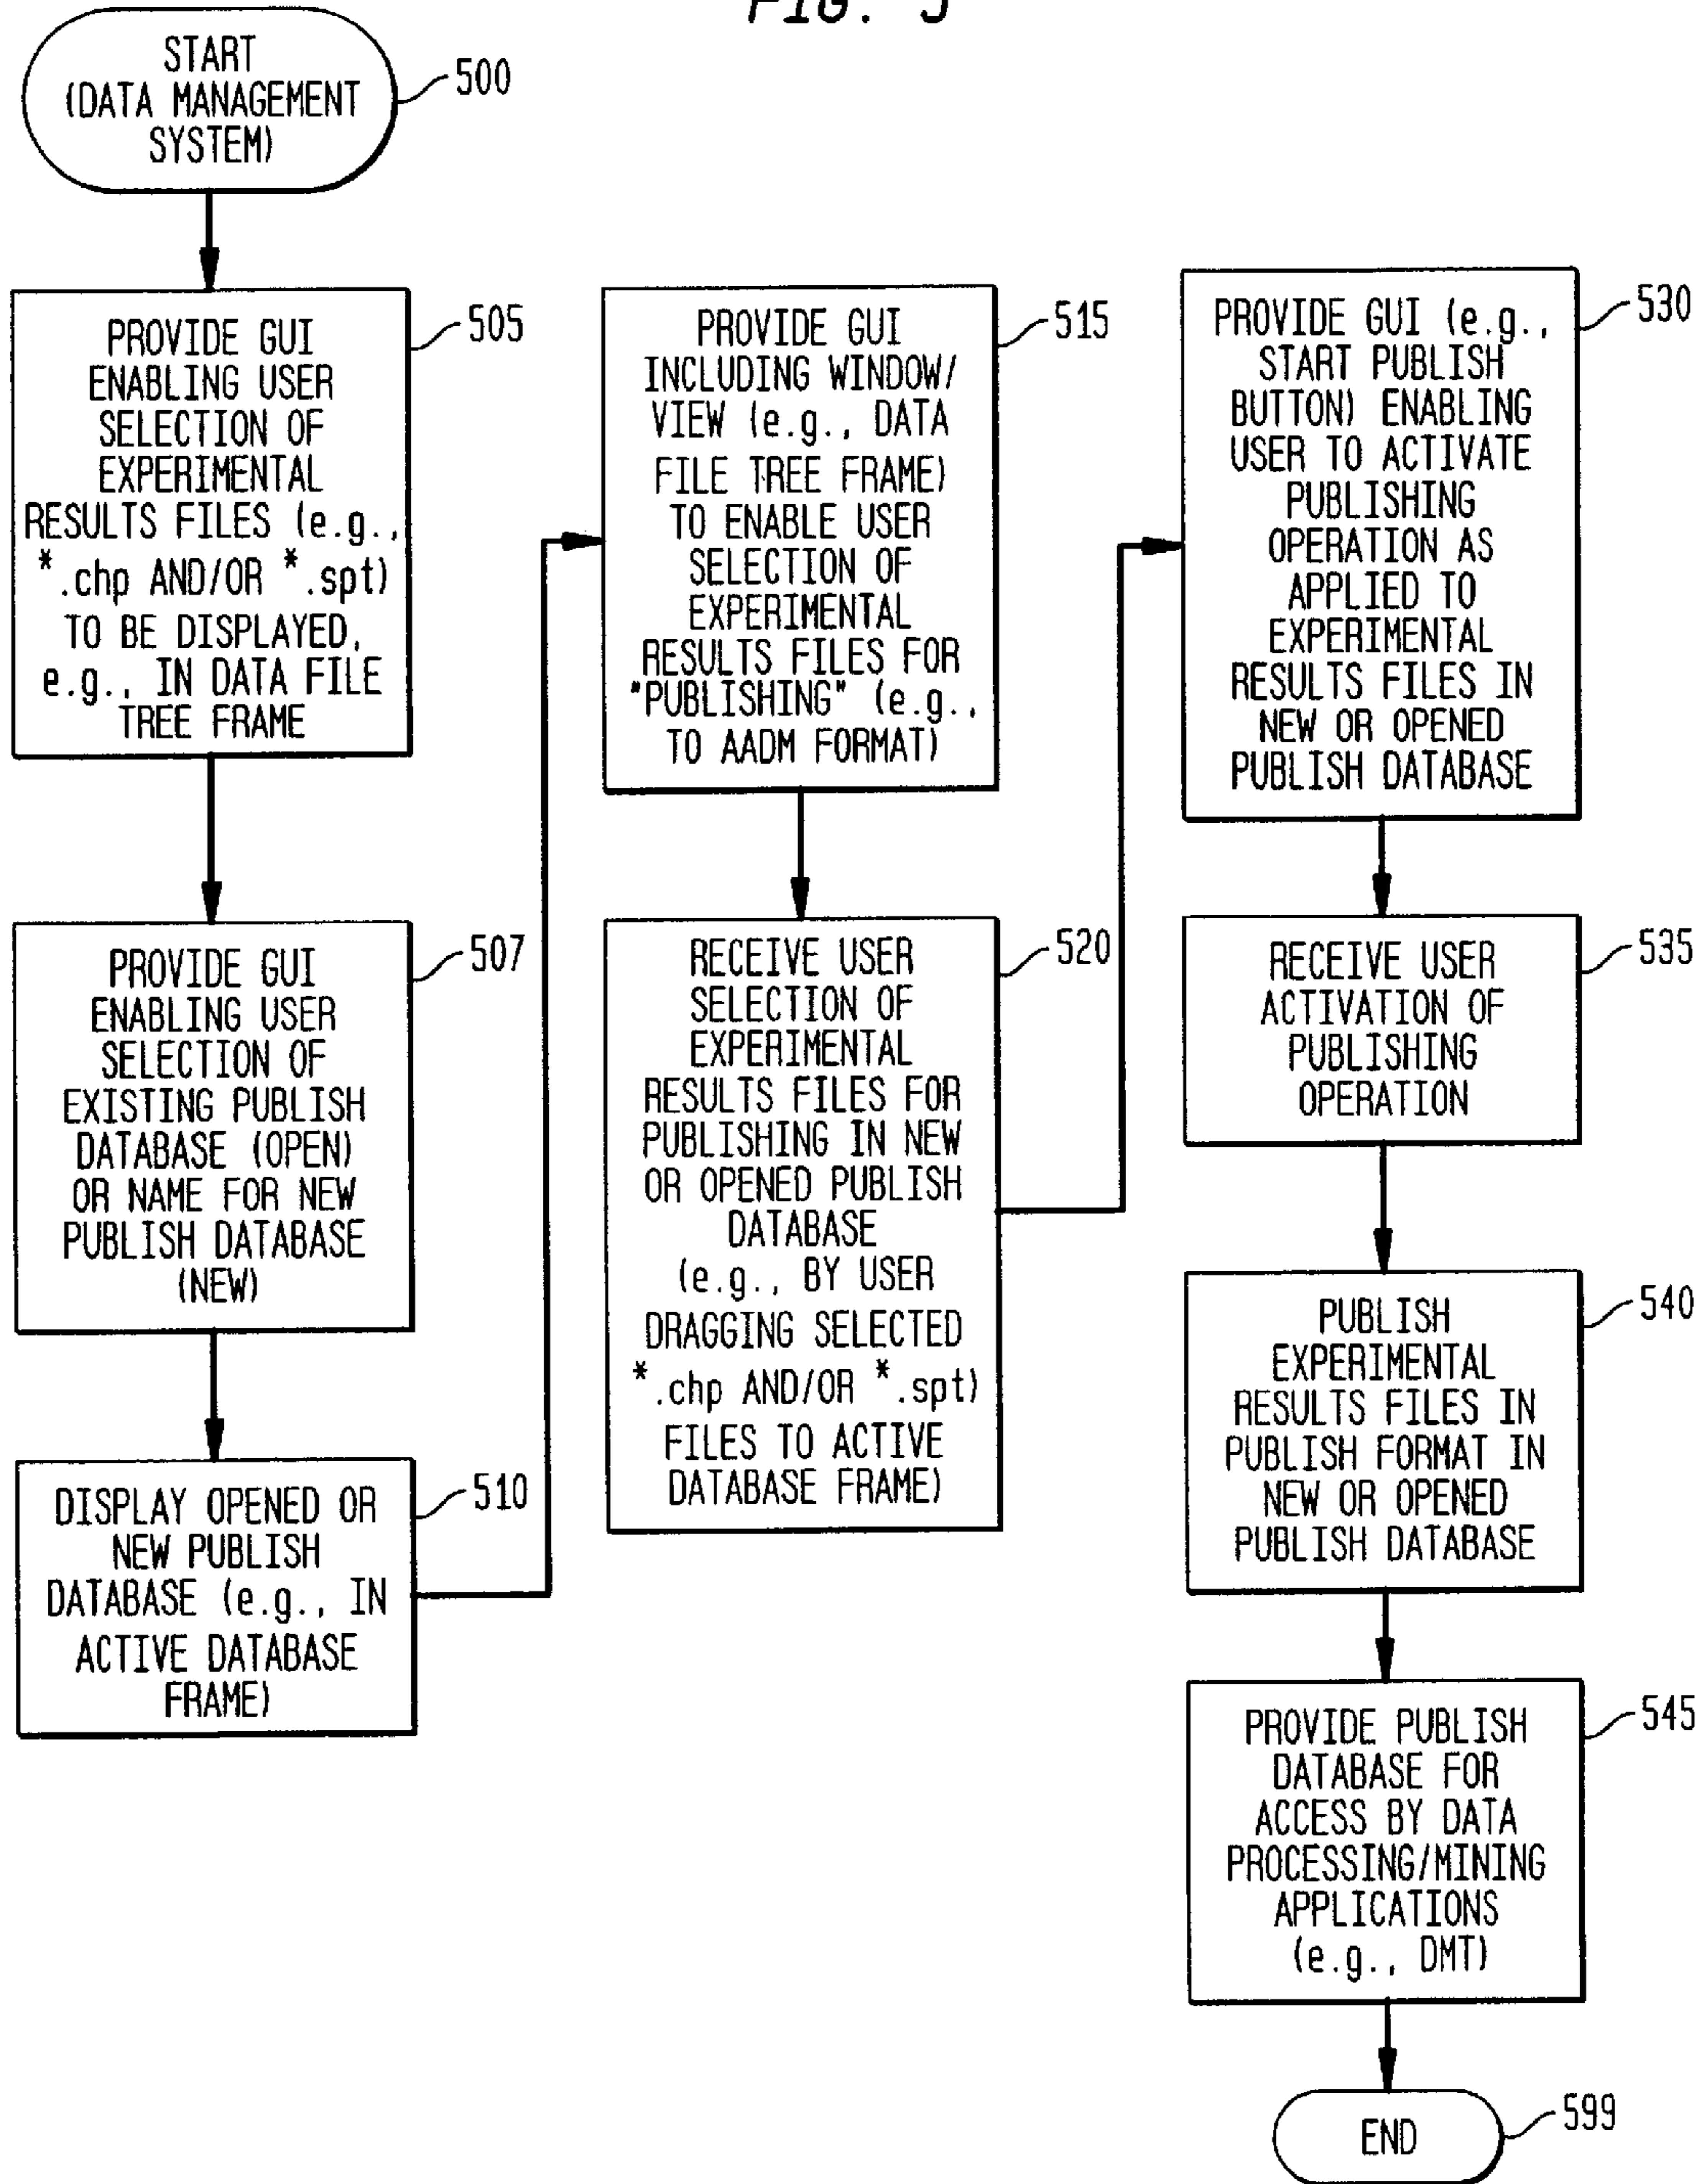 FIG. 5
START
(DATA MANAGEMENT
SYSTEM)
500
PROVIDE GUI
ENABLING USER
SELECTION OF
EXPERIMENTAL
RESULTS FILES (e.g.,
*.chp AND/OR *.spt)
TO BE DISPLAYED,
e.g., IN DATA FILE
TREE FRAME
505
PROVIDE GUI
ENABLING USER
SELECTION OF
EXISTING PUBLISH
DATABASE (OPEN)
OR NAME FOR NEW
PUBLISH DATABASE
(NEW)
507
DISPLAY OPENED OR
NEW PUBLISH
DATABASE (e.g., IN
ACTIVE DATABASE
FRAME)
510
PROVIDE GUI
INCLUDING WINDOW/
VIEW (e.g., DATA
FILE TREE FRAME)
TO ENABLE USER
SELECTION OF
EXPERIMENTAL
RESULTS FILES FOR
"PUBLISHING" (e.g.,
TO AADM FORMAT)
515
RECEIVE USER
SELECTION OF
EXPERIMENTAL
RESULTS FILES FOR
PUBLISHING IN NEW
OR OPENED PUBLISH
DATABASE
(e.g., BY USER
DRAGGING SELECTED
*.chp AND/OR *.spt)
FILES TO ACTIVE
DATABASE FRAME)
520
PROVIDE GUI (e.g.,
START PUBLISH
BUTTON) ENABLING
USER TO ACTIVATE
PUBLISHING
OPERATION AS
APPLIED TO
EXPERIMENTAL
RESULTS FILES IN
NEW OR OPENED
PUBLISH DATABASE
530
RECEIVE USER
ACTIVATION OF
PUBLISHING
OPERATION
535
PUBLISH
EXPERIMENTAL
RESULTS FILES IN
PUBLISH FORMAT IN
NEW OR OPENED
PUBLISH DATABASE
540
PROVIDE PUBLISH
DATABASE FOR
ACCESS BY DATA
PROCESSING/MINING
APPLICATIONS
(e.g., DMT)
545
END
599